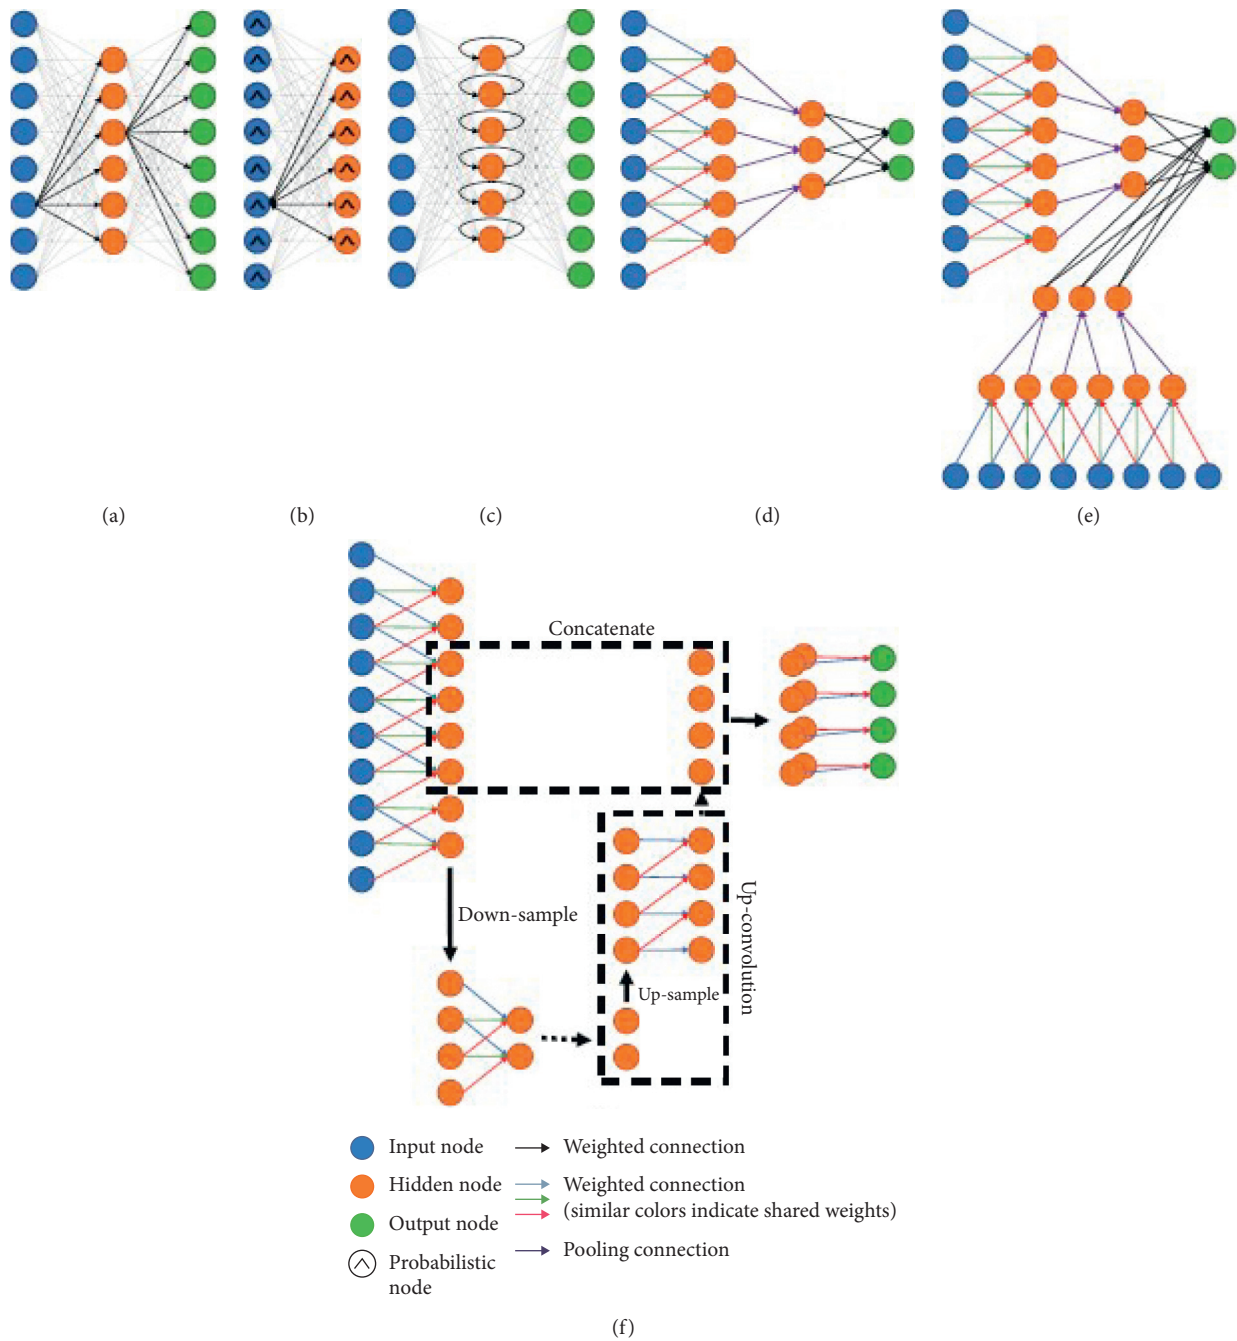 (a)
(b)
(c)
(d)
(e)
Concatenate
Down-sample
Up-sample
Up-convolution
Input node
Hidden node
Output node
Probabilistic
node
Weighted connection
Weighted connection
(similar colors indicate shared weights)
Pooling connection
(f)